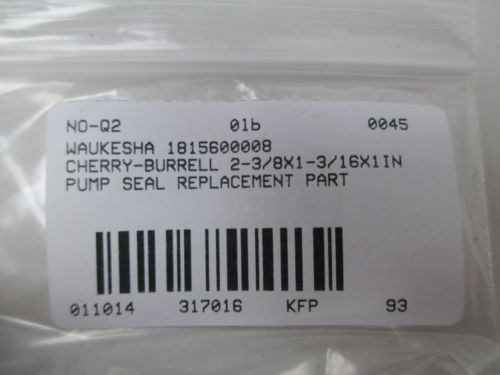 NO-Q2 01b 0045
WAUKESHA 1815600008
CHERRY-BURRELL 2-3/8X1-3/16X1IN
PUMP SEAL REPLACEMENT PART
011014 317016 KFP 93